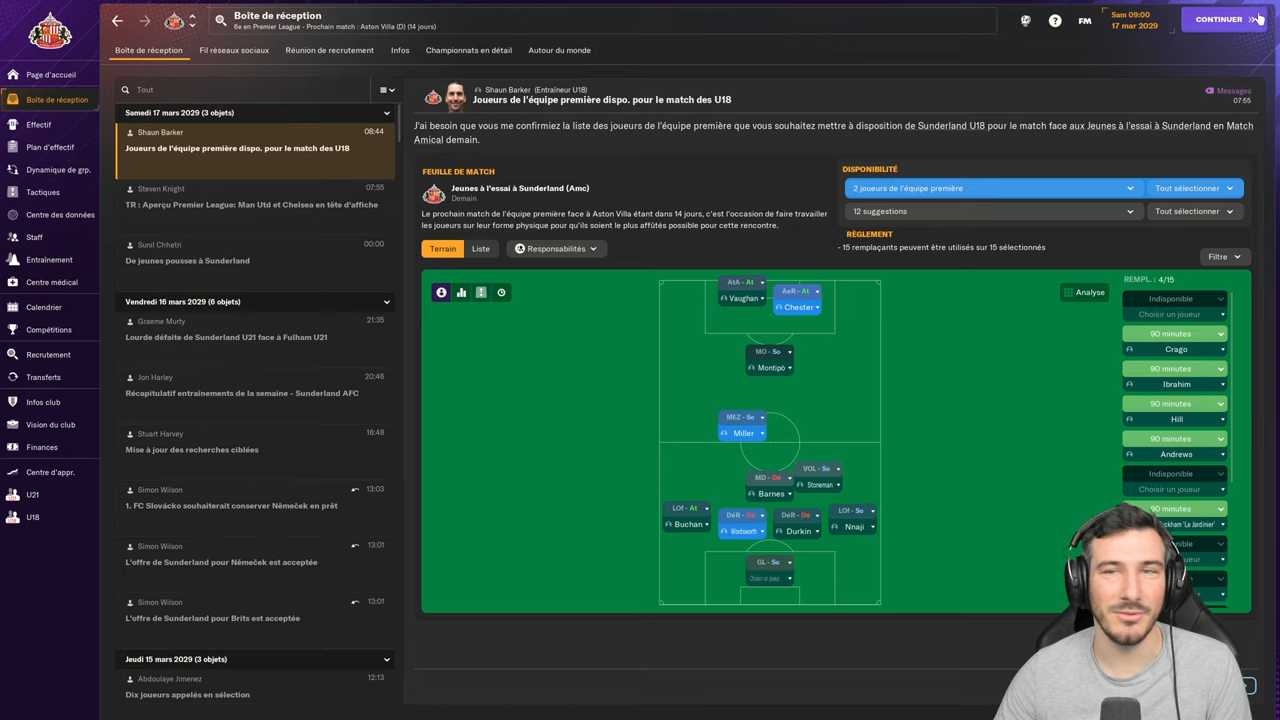 Boîte de réception
6e en Premier League - Prochain match : Aston Villa (D) (14 jours)
FM
Sam 09:00
17 mar 2029
CONTINUER
Boîte de réception
Fil réseaux sociaux
Réunion de recrutement
Infos
Championnats en détail
Autour du monde
Page d'accueil
Boîte de réception
Effectif
Plan d'effectif
Dynamique de grp.
Tactiques
Centre des données
Staff
Entraînement
Centre médical
Calendrier
Compétitions
Recrutement
Transferts
Infos club
Vision du club
Finances
Centre d'appr.
U21
U18
Tout
Samedi 17 mars 2029 (3 objets)
Shaun Barker
08:44
Joueurs de l'équipe première dispo. pour le match des U18
Steven Knight
07:55
TR : Aperçu Premier League: Man Utd et Chelsea en tête d'affiche
Sunil Chhetri
00:00
De jeunes pousses à Sunderland
Vendredi 16 mars 2029 (6 objets)
Graeme Murty
21:35
Lourde défaite de Sunderland U21 face à Fulham U21
Jon Harley
20:46
Récapitulatif entraînements de la semaine - Sunderland AFC
Stuart Harvey
16:48
Mise à jour des recherches ciblées
Simon Wilson
13:03
1. FC Slovácko souhaiterait conserver Němeček en prêt
Simon Wilson
13:01
L'offre de Sunderland pour Němeček est acceptée
Simon Wilson
13:01
L'offre de Sunderland pour Brits est acceptée
Jeudi 15 mars 2029 (3 objets)
Abdoulaye Jimenez
12:13
Dix joueurs appelés en sélection
Shaun Barker (Entraîneur U18)
Joueurs de l'équipe première dispo. pour le match des U18
Messages
07:55
J'ai besoin que vous me confirmiez la liste des joueurs de l'équipe première que vous souhaitez mettre à disposition de Sunderland U18 pour le match face aux Jeunes à l'essai à Sunderland en Match
Amical demain.
FEUILLE DE MATCH
Jeunes à l'essai à Sunderland (Amc)
Demain
Le prochain match de l'équipe première face à Aston Villa étant dans 14 jours, c'est l'occasion de faire travailler
les joueurs sur leur forme physique pour qu'ils soient le plus affûtés possible pour cette rencontre.
DISPONIBILITÉ
2 joueurs de l'équipe première
Tout sélectionner
12 suggestions
Tout sélectionner
RÈGLEMENT
- 15 remplaçants peuvent être utilisés sur 15 sélectionnés
Terrain
Liste
Responsabilités
Filtre
Analyse
AtA - At
Vaughan
AeR - At
Chester
MO - So
Montipò
MEZ - So
Miller
MD - Dé
Barnes
VOL - So
Stoneman
LOf - At
Buchan
DéR - Dé
Wordsworth
DéR - Dé
Durkin
LOf - So
Nnaji
GL - So
Choisir un joueur
REMPL. : 4/15
Indisponible
Choisir un joueur
90 minutes
Crago
90 minutes
Ibrahim
90 minutes
Hill
90 minutes
Andrews
Indisponible
Choisir un joueur
90 minutes
ckham 'Le Jardinier'